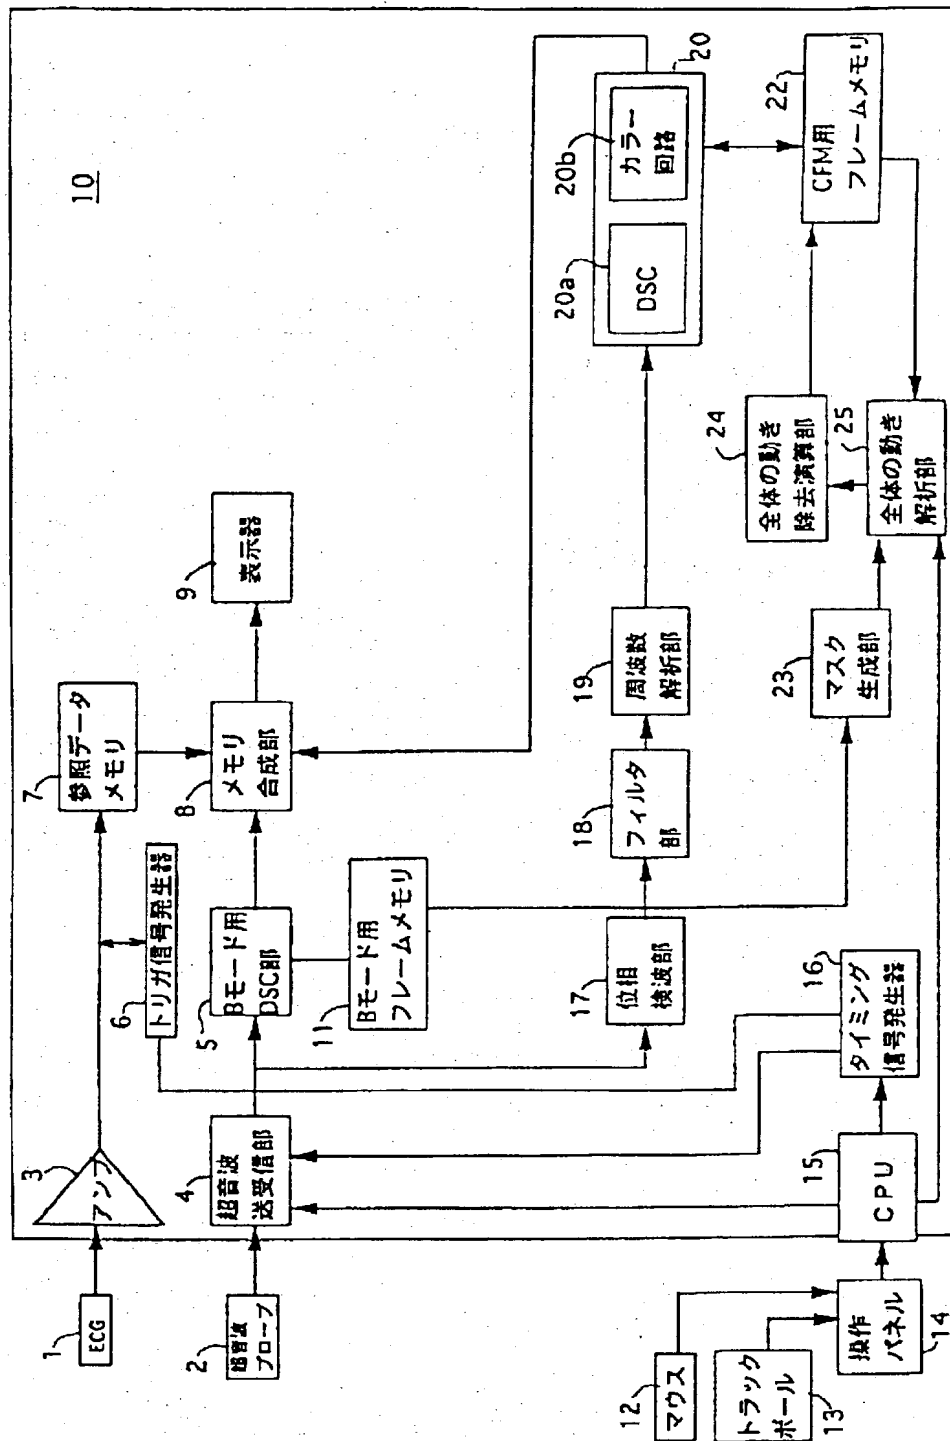 10
1
ECG
2
超音波
プローブ
3
アンプ
4
超音波
送受信部
5
Bモード用
DSC部
6
トリガ信号発生器
7
参照データ
メモリ
8
メモリ
合成部
9
表示器
11
Bモード用
フレームメモリ
12
マウス
13
トラック
ボール
14
操作
パネル
15
CPU
16
タイミング
信号発生器
17
位相
検波部
18
フィルタ
部
19
周波数
解析部
20
20a
DSC
20b
カラー
回路
22
CFM用
フレームメモリ
23
マスク
生成部
24
全体の動き
除去演算部
25
全体の動き
解析部